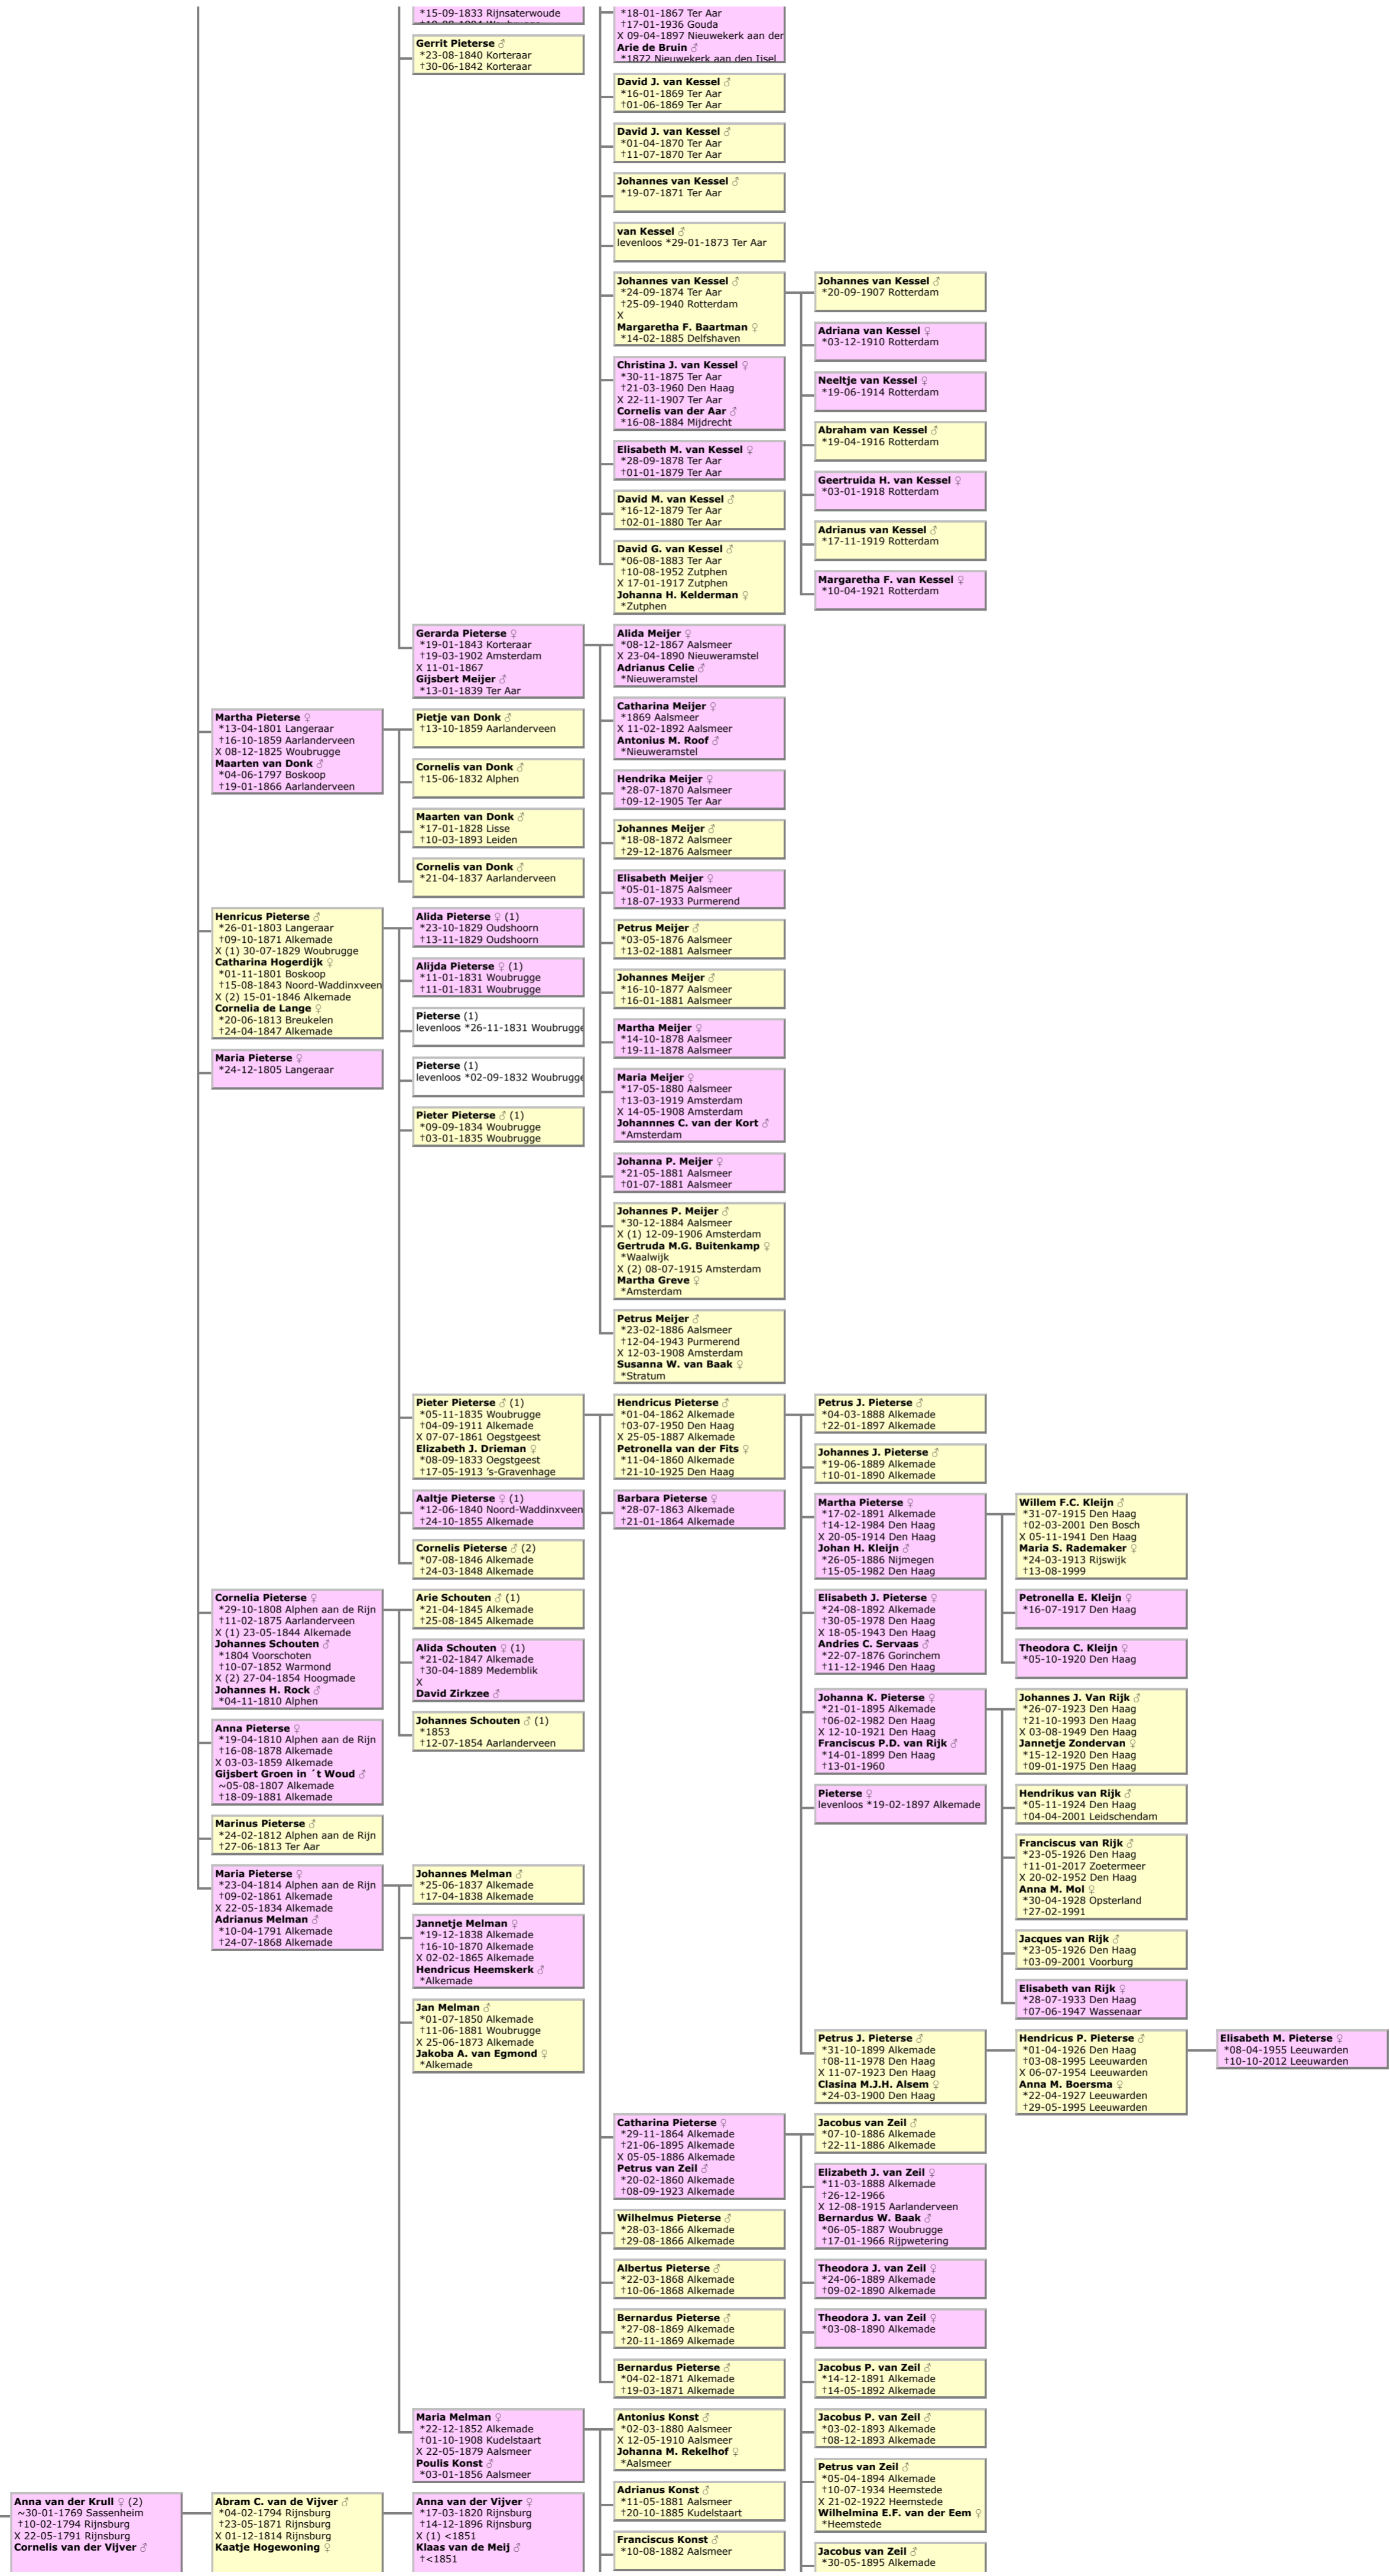 *15-09-1833 Rijnsaterwoude
Gerrit Pieterse ♂
*23-08-1840 Korteraar
†30-06-1842 Korteraar
*18-01-1867 Ter Aar
†17-01-1936 Gouda
X 09-04-1897 Nieuwekerk aan der
Arie de Bruin ♂
*1872 Nieuwekerk aan den IJsel
David J. van Kessel ♂
*16-01-1869 Ter Aar
†01-06-1869 Ter Aar
David J. van Kessel ♂
*01-04-1870 Ter Aar
†11-07-1870 Ter Aar
Johannes van Kessel ♂
*19-07-1871 Ter Aar
van Kessel ♂
levenloos *29-01-1873 Ter Aar
Johannes van Kessel ♂
*24-09-1874 Ter Aar
†25-09-1940 Rotterdam
X
Margaretha F. Baartman ♀
*14-02-1885 Delfshaven
Johannes van Kessel ♂
*20-09-1907 Rotterdam
Adriana van Kessel ♀
*03-12-1910 Rotterdam
Christina J. van Kessel ♀
*30-11-1875 Ter Aar
†21-03-1960 Den Haag
X 22-11-1907 Ter Aar
Cornelis van der Aar ♂
*16-08-1884 Mijdrecht
Neeltje van Kessel ♀
*19-06-1914 Rotterdam
Abraham van Kessel ♂
*19-04-1916 Rotterdam
Elisabeth M. van Kessel ♀
*28-09-1878 Ter Aar
†01-01-1879 Ter Aar
Geertruida H. van Kessel ♀
*03-01-1918 Rotterdam
David M. van Kessel ♂
*16-12-1879 Ter Aar
†02-01-1880 Ter Aar
Adrianus van Kessel ♂
*17-11-1919 Rotterdam
David G. van Kessel ♂
*06-08-1883 Ter Aar
†10-08-1952 Zutphen
X 17-01-1917 Zutphen
Johanna H. Kelderman ♀
*Zutphen
Margaretha F. van Kessel ♀
*10-04-1921 Rotterdam
Gerarda Pieterse ♀
*19-01-1843 Korteraar
†19-03-1902 Amsterdam
X 11-01-1867
Gijsbert Meijer ♂
*13-01-1839 Ter Aar
Alida Meijer ♀
*08-12-1867 Aalsmeer
X 23-04-1890 Nieuweramstel
Adrianus Celie ♂
*Nieuweramstel
Catharina Meijer ♀
*1869 Aalsmeer
X 11-02-1892 Aalsmeer
Antonius M. Roof ♂
*Nieuweramstel
Martha Pieterse ♀
*13-04-1801 Langeraar
†16-10-1859 Aarlanderveen
X 08-12-1825 Woubrugge
Maarten van Donk ♂
*04-06-1797 Boskoop
†19-01-1866 Aarlanderveen
Pietje van Donk ♂
†13-10-1859 Aarlanderveen
Cornelis van Donk ♂
†15-06-1832 Alphen
Hendrika Meijer ♀
*28-07-1870 Aalsmeer
†09-12-1905 Ter Aar
Maarten van Donk ♂
*17-01-1828 Lisse
†10-03-1893 Leiden
Johannes Meijer ♂
*18-08-1872 Aalsmeer
†29-12-1876 Aalsmeer
Cornelis van Donk ♂
*21-04-1837 Aarlanderveen
Elisabeth Meijer ♀
*05-01-1875 Aalsmeer
†18-07-1933 Purmerend
Henricus Pieterse ♂
*26-01-1803 Langeraar
†09-10-1871 Alkemade
X (1) 30-07-1829 Woubrugge
Catharina Hogerdijk ♀
*01-11-1801 Boskoop
†15-08-1843 Noord-Waddinxveen
X (2) 15-01-1846 Alkemade
Cornelia de Lange ♀
*20-06-1813 Breukelen
†24-04-1847 Alkemade
Alida Pieterse ♀ (1)
*23-10-1829 Oudshoorn
†13-11-1829 Oudshoorn
Petrus Meijer ♂
*03-05-1876 Aalsmeer
†13-02-1881 Aalsmeer
Alijda Pieterse ♀ (1)
*11-01-1831 Woubrugge
†11-01-1831 Woubrugge
Johannes Meijer ♂
*16-10-1877 Aalsmeer
†16-01-1881 Aalsmeer
Pieterse (1)
levenloos *26-11-1831 Woubrugge
Martha Meijer ♀
*14-10-1878 Aalsmeer
†19-11-1878 Aalsmeer
Maria Pieterse ♀
*24-12-1805 Langeraar
Pieterse (1)
levenloos *02-09-1832 Woubrugge
Maria Meijer ♀
*17-05-1880 Aalsmeer
†13-03-1919 Amsterdam
X 14-05-1908 Amsterdam
Johannnes C. van der Kort ♂
*Amsterdam
Pieter Pieterse ♂ (1)
*09-09-1834 Woubrugge
†03-01-1835 Woubrugge
Johanna P. Meijer ♀
*21-05-1881 Aalsmeer
†01-07-1881 Aalsmeer
Johannes P. Meijer ♂
*30-12-1884 Aalsmeer
X (1) 12-09-1906 Amsterdam
Gertruda M.G. Buitenkamp ♀
*Waalwijk
X (2) 08-07-1915 Amsterdam
Martha Greve ♀
*Amsterdam
Petrus Meijer ♂
*23-02-1886 Aalsmeer
†12-04-1943 Purmerend
X 12-03-1908 Amsterdam
Susanna W. van Baak ♀
*Stratum
Pieter Pieterse ♂ (1)
*05-11-1835 Woubrugge
†04-09-1911 Alkemade
X 07-07-1861 Oegstgeest
Elizabeth J. Drieman ♀
*08-09-1833 Oegstgeest
†17-05-1913 's-Gravenhage
Hendricus Pieterse ♂
*01-04-1862 Alkemade
†03-07-1950 Den Haag
X 25-05-1887 Alkemade
Petronella van der Fits ♀
*11-04-1860 Alkemade
†21-10-1925 Den Haag
Petrus J. Pieterse ♂
*04-03-1888 Alkemade
†22-01-1897 Alkemade
Johannes J. Pieterse ♂
*19-06-1889 Alkemade
†10-01-1890 Alkemade
Aaltje Pieterse ♀ (1)
*12-06-1840 Noord-Waddinxveen
†24-10-1855 Alkemade
Barbara Pieterse ♀
*28-07-1863 Alkemade
†21-01-1864 Alkemade
Martha Pieterse ♀
*17-02-1891 Alkemade
†14-12-1984 Den Haag
X 20-05-1914 Den Haag
Johan H. Kleijn ♂
*26-05-1886 Nijmegen
†15-05-1982 Den Haag
Willem F.C. Kleijn ♂
*31-07-1915 Den Haag
†02-03-2001 Den Bosch
X 05-11-1941 Den Haag
Maria S. Rademaker ♀
*24-03-1913 Rijswijk
†13-08-1999
Cornelis Pieterse ♂ (2)
*07-08-1846 Alkemade
†24-03-1848 Alkemade
Cornelia Pieterse ♀
*29-10-1808 Alphen aan de Rijn
†11-02-1875 Aarlanderveen
X (1) 23-05-1844 Alkemade
Johannes Schouten ♂
*1804 Voorschoten
†10-07-1852 Warmond
X (2) 27-04-1854 Hoogmade
Johannes H. Rock ♂
*04-11-1810 Alphen
Arie Schouten ♂ (1)
*21-04-1845 Alkemade
†25-08-1845 Alkemade
Elisabeth J. Pieterse ♀
*24-08-1892 Alkemade
†30-05-1978 Den Haag
X 18-05-1943 Den Haag
Andries C. Servaas ♂
*22-07-1876 Gorinchem
†11-12-1946 Den Haag
Petronella E. Kleijn ♀
*16-07-1917 Den Haag
Alida Schouten ♀ (1)
*21-02-1847 Alkemade
†30-04-1889 Medemblik
X
David Zirkzee ♂
Theodora C. Kleijn ♀
*05-10-1920 Den Haag
Johanna K. Pieterse ♀
*21-01-1895 Alkemade
†06-02-1982 Den Haag
X 12-10-1921 Den Haag
Franciscus P.D. van Rijk ♂
*14-01-1899 Den Haag
†13-01-1960
Johannes J. Van Rijk ♂
*26-07-1923 Den Haag
†21-10-1993 Den Haag
X 03-08-1949 Den Haag
Jannetje Zondervan ♀
*15-12-1920 Den Haag
†09-01-1975 Den Haag
Johannes Schouten ♂ (1)
*1853
†12-07-1854 Aarlanderveen
Anna Pieterse ♀
*19-04-1810 Alphen aan de Rijn
†16-08-1878 Alkemade
X 03-03-1859 Alkemade
Gijsbert Groen in ´t Woud ♂
~05-08-1807 Alkemade
†18-09-1881 Alkemade
Pieterse ♀
levenloos *19-02-1897 Alkemade
Hendrikus van Rijk ♂
*05-11-1924 Den Haag
†04-04-2001 Leidschendam
Marinus Pieterse ♂
*24-02-1812 Alphen aan de Rijn
†27-06-1813 Ter Aar
Franciscus van Rijk ♂
*23-05-1926 Den Haag
†11-01-2017 Zoetermeer
X 20-02-1952 Den Haag
Anna M. Mol ♀
*30-04-1928 Opsterland
†27-02-1991
Maria Pieterse ♀
*23-04-1814 Alphen aan de Rijn
†09-02-1861 Alkemade
X 22-05-1834 Alkemade
Adrianus Melman ♂
*10-04-1791 Alkemade
†24-07-1868 Alkemade
Johannes Melman ♂
*25-06-1837 Alkemade
†17-04-1838 Alkemade
Jannetje Melman ♀
*19-12-1838 Alkemade
†16-10-1870 Alkemade
X 02-02-1865 Alkemade
Hendricus Heemskerk ♂
*Alkemade
Jacques van Rijk ♂
*23-05-1926 Den Haag
†03-09-2001 Voorburg
Elisabeth van Rijk ♀
*28-07-1933 Den Haag
†07-06-1947 Wassenaar
Jan Melman ♂
*01-07-1850 Alkemade
†11-06-1881 Woubrugge
X 25-06-1873 Alkemade
Jakoba A. van Egmond ♀
*Alkemade
Petrus J. Pieterse ♂
*31-10-1899 Alkemade
†08-11-1978 Den Haag
X 11-07-1923 Den Haag
Clasina M.J.H. Alsem ♀
*24-03-1900 Den Haag
Hendricus P. Pieterse ♂
*01-04-1926 Den Haag
†03-08-1995 Leeuwarden
X 06-07-1954 Leeuwarden
Anna M. Boersma ♀
*22-04-1927 Leeuwarden
†29-05-1995 Leeuwarden
Elisabeth M. Pieterse ♀
*08-04-1955 Leeuwarden
†10-10-2012 Leeuwarden
Catharina Pieterse ♀
*29-11-1864 Alkemade
†21-06-1895 Alkemade
X 05-05-1886 Alkemade
Petrus van Zeil ♂
*20-02-1860 Alkemade
†08-09-1923 Alkemade
Jacobus van Zeil ♂
*07-10-1886 Alkemade
†22-11-1886 Alkemade
Elizabeth J. van Zeil ♀
*11-03-1888 Alkemade
†26-12-1966
X 12-08-1915 Aarlanderveen
Bernardus W. Baak ♂
*06-05-1887 Woubrugge
†17-01-1966 Rijpwetering
Wilhelmus Pieterse ♂
*28-03-1866 Alkemade
†29-08-1866 Alkemade
Albertus Pieterse ♂
*22-03-1868 Alkemade
†10-06-1868 Alkemade
Theodora J. van Zeil ♀
*24-06-1889 Alkemade
†09-02-1890 Alkemade
Bernardus Pieterse ♂
*27-08-1869 Alkemade
†20-11-1869 Alkemade
Theodora J. van Zeil ♀
*03-08-1890 Alkemade
Bernardus Pieterse ♂
*04-02-1871 Alkemade
†19-03-1871 Alkemade
Jacobus P. van Zeil ♂
*14-12-1891 Alkemade
†14-05-1892 Alkemade
Maria Melman ♀
*22-12-1852 Alkemade
†01-10-1908 Kudelstaart
X 22-05-1879 Aalsmeer
Poulis Konst ♂
*03-01-1856 Aalsmeer
Antonius Konst ♂
*02-03-1880 Aalsmeer
X 12-05-1910 Aalsmeer
Johanna M. Rekelhof ♀
*Aalsmeer
Jacobus P. van Zeil ♂
*03-02-1893 Alkemade
†08-12-1893 Alkemade
Petrus van Zeil ♂
*05-04-1894 Alkemade
†10-07-1934 Heemstede
X 21-02-1922 Heemstede
Wilhelmina E.F. van der Eem ♀
*Heemstede
Adrianus Konst ♂
*11-05-1881 Aalsmeer
†20-10-1885 Kudelstaart
Anna van der Krull ♀ (2)
~30-01-1769 Sassenheim
†10-02-1794 Rijnsburg
X 22-05-1791 Rijnsburg
Cornelis van der Vijver ♂
Abram C. van de Vijver ♂
*04-02-1794 Rijnsburg
†23-05-1871 Rijnsburg
X 01-12-1814 Rijnsburg
Kaatje Hogewoning ♀
Anna van der Vijver ♀
*17-03-1820 Rijnsburg
†14-12-1896 Rijnsburg
X (1) <1851
Klaas van de Meij ♂
†<1851
Franciscus Konst ♂
*10-08-1882 Aalsmeer
Jacobus van Zeil ♂
*30-05-1895 Alkemade